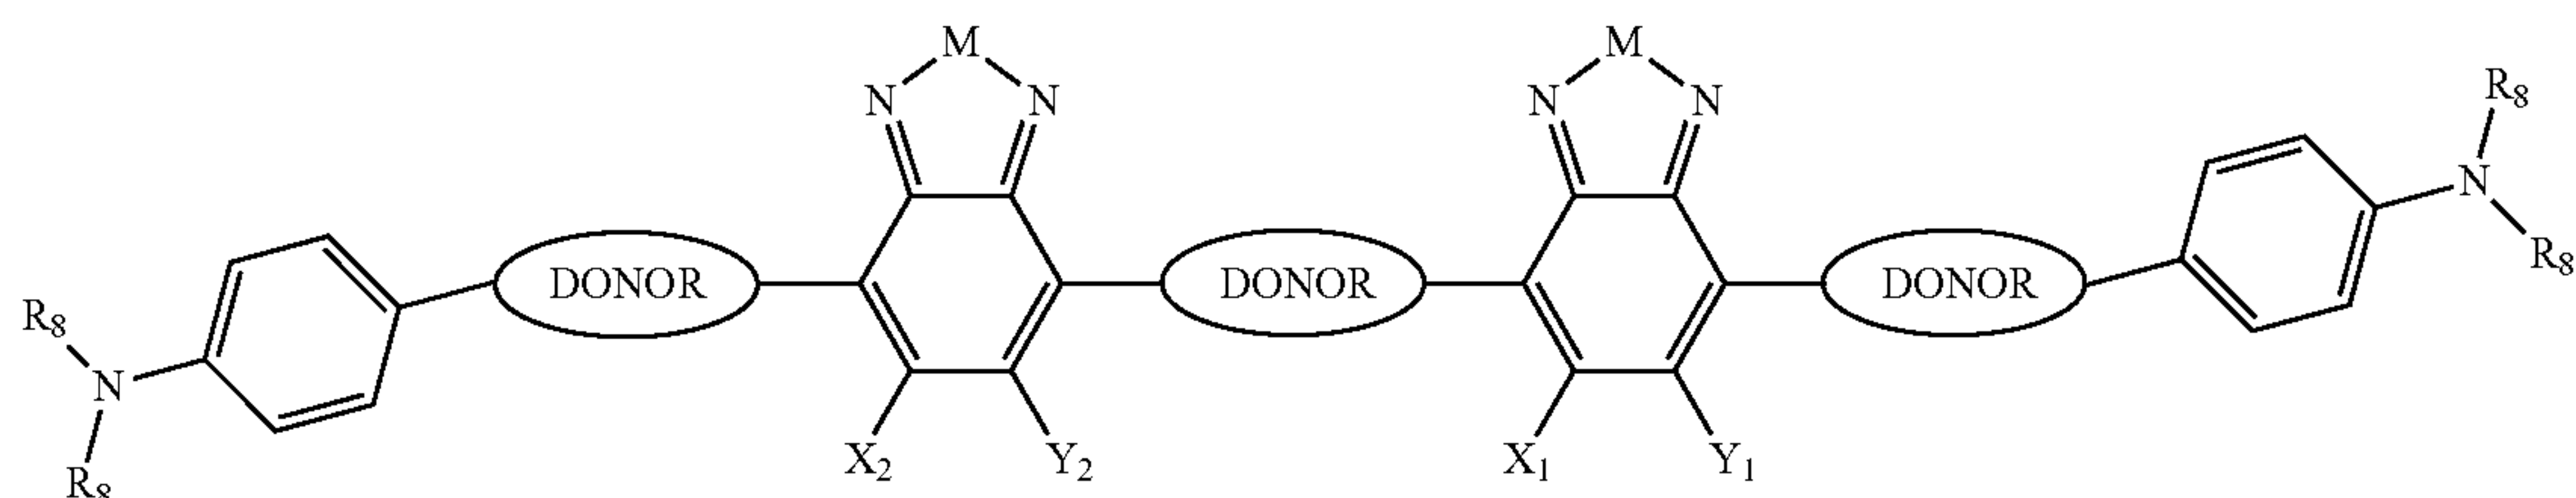 M M
N N N N R₈
N
DONOR DONOR DONOR R₈
R₈
N
X₂ Y₂ X₁ Y₁
R₈